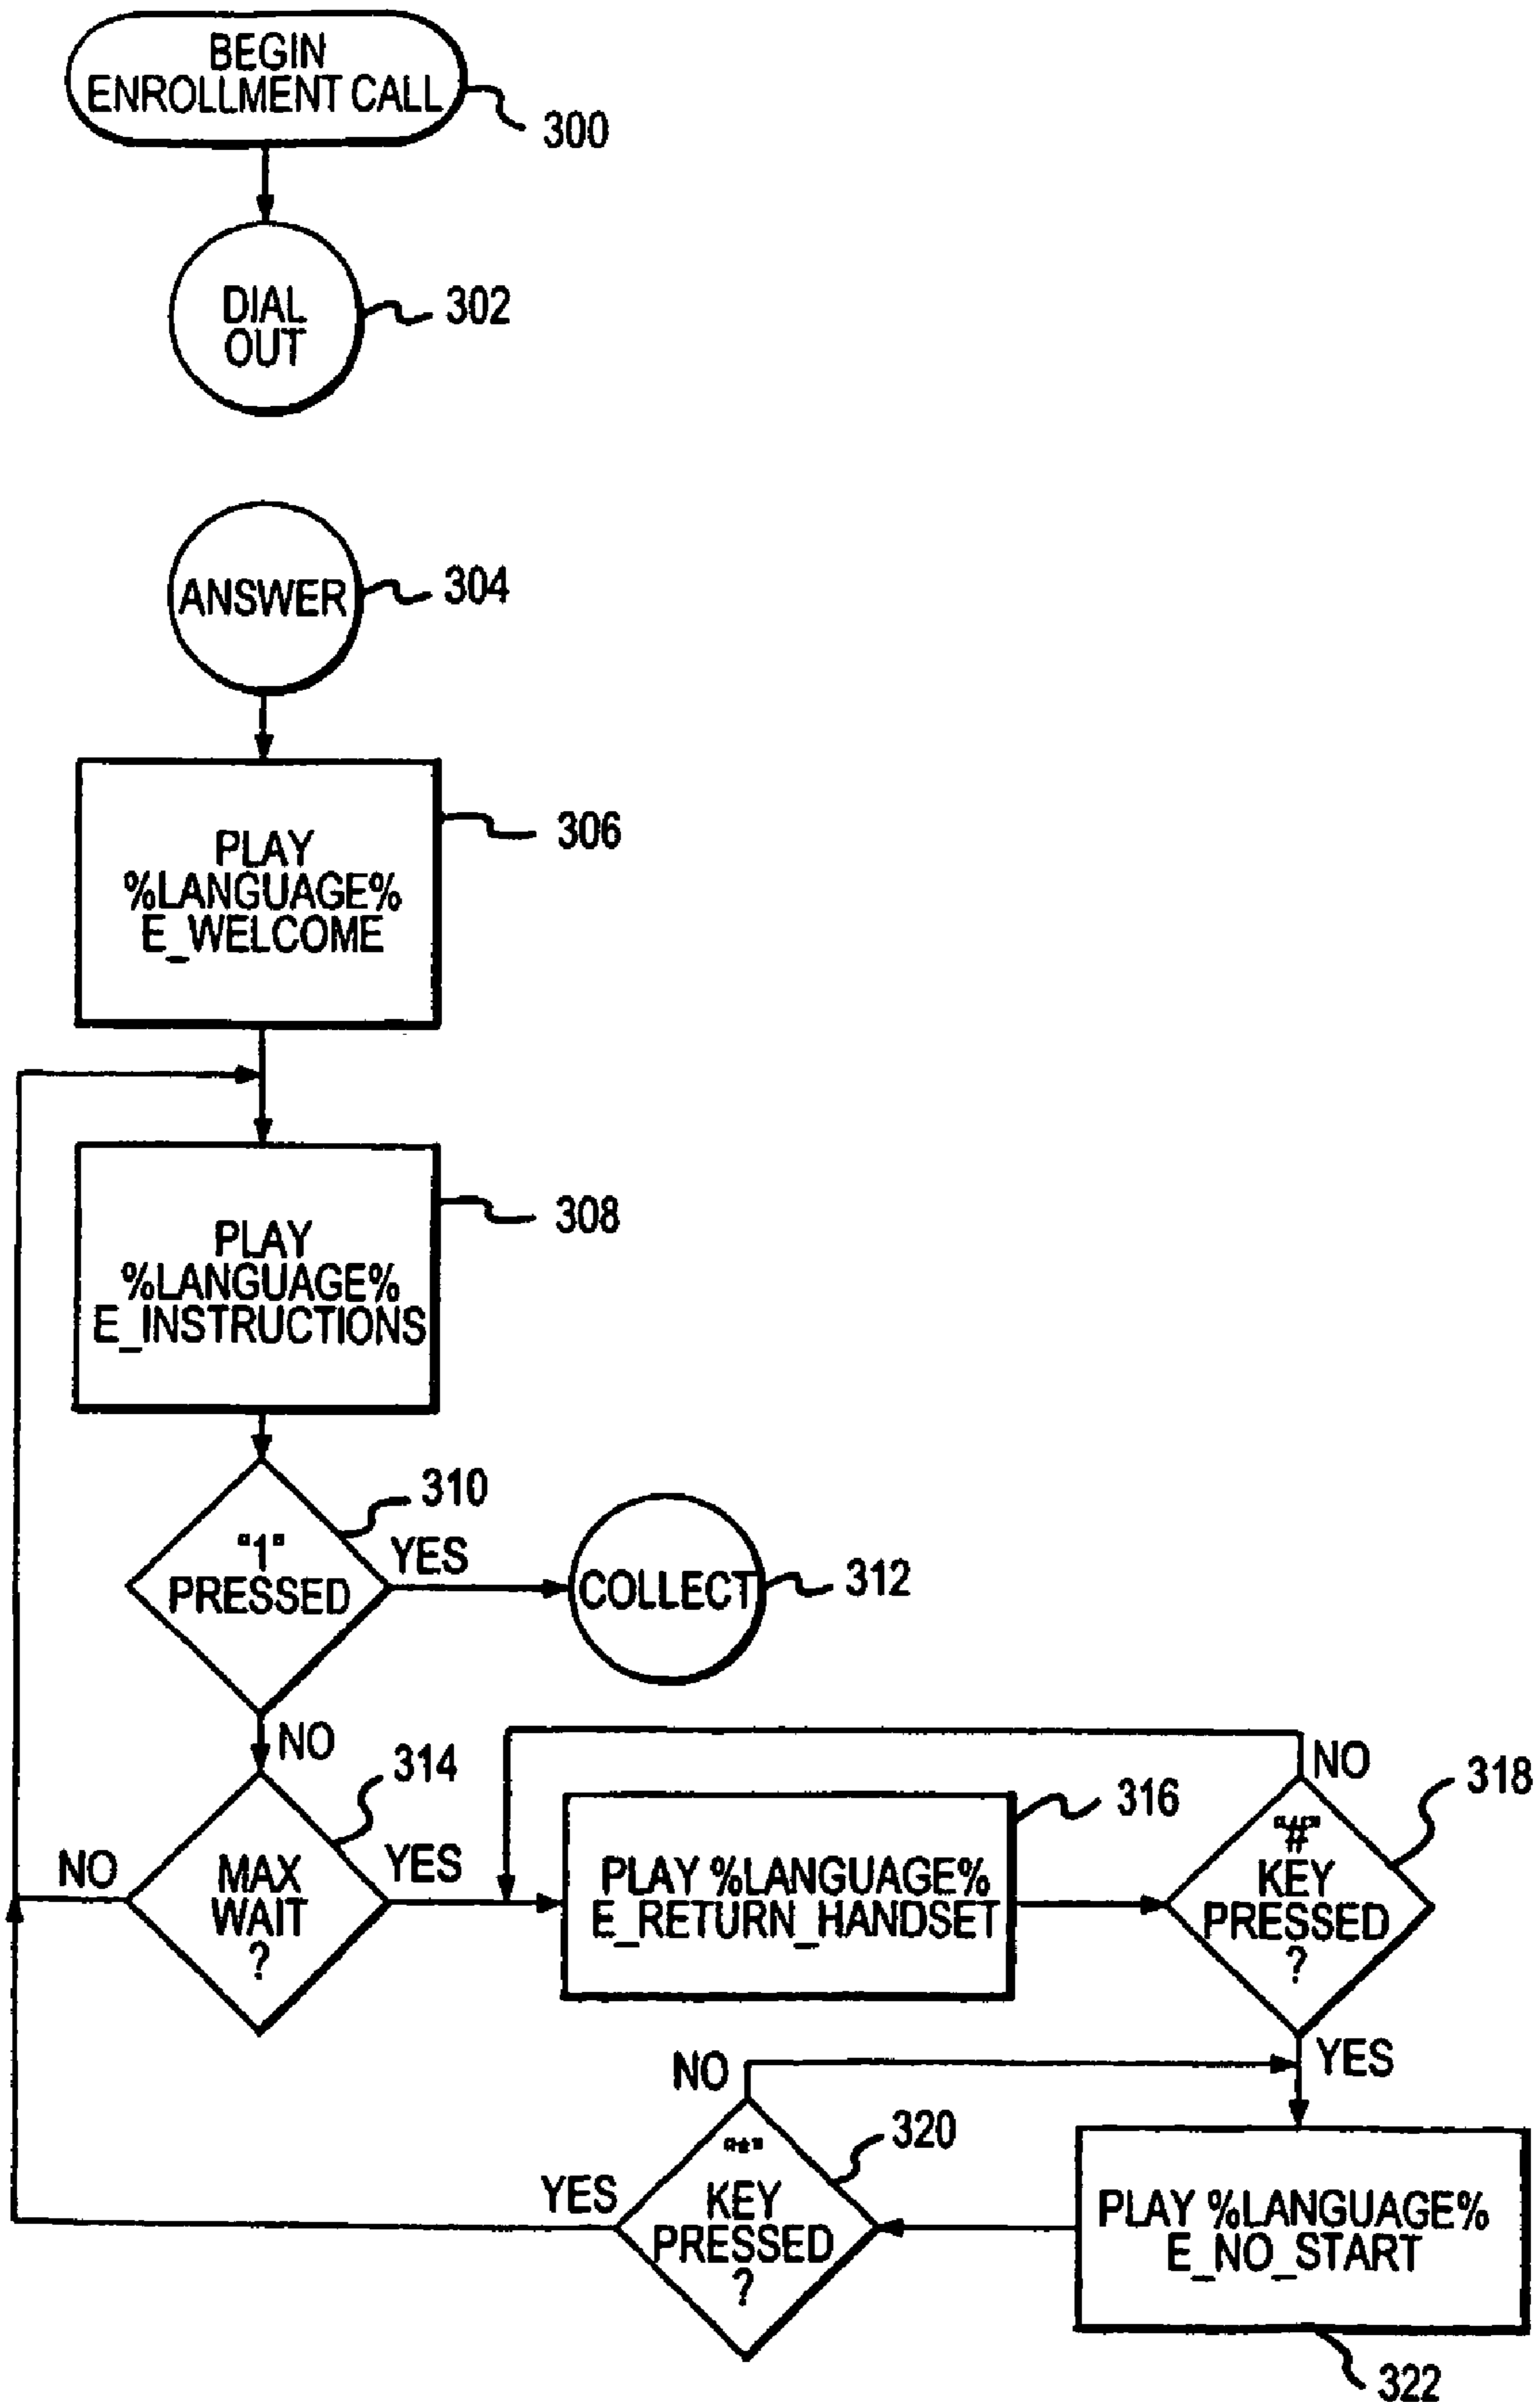 BEGIN
ENROLLMENT CALL
300
DIAL
OUT
302
ANSWER
304
PLAY
%LANGUAGE%
E_WELCOME
306
PLAY
%LANGUAGE%
E_INSTRUCTIONS
308
"1"
PRESSED
310
YES
COLLECT
312
NO
MAX
WAIT
?
314
NO
YES
PLAY %LANGUAGE%
E_RETURN_HANDSET
316
"#"
KEY
PRESSED
?
318
NO
YES
PLAY %LANGUAGE%
E_NO_START
322
"*"
KEY
PRESSED
?
320
NO
YES